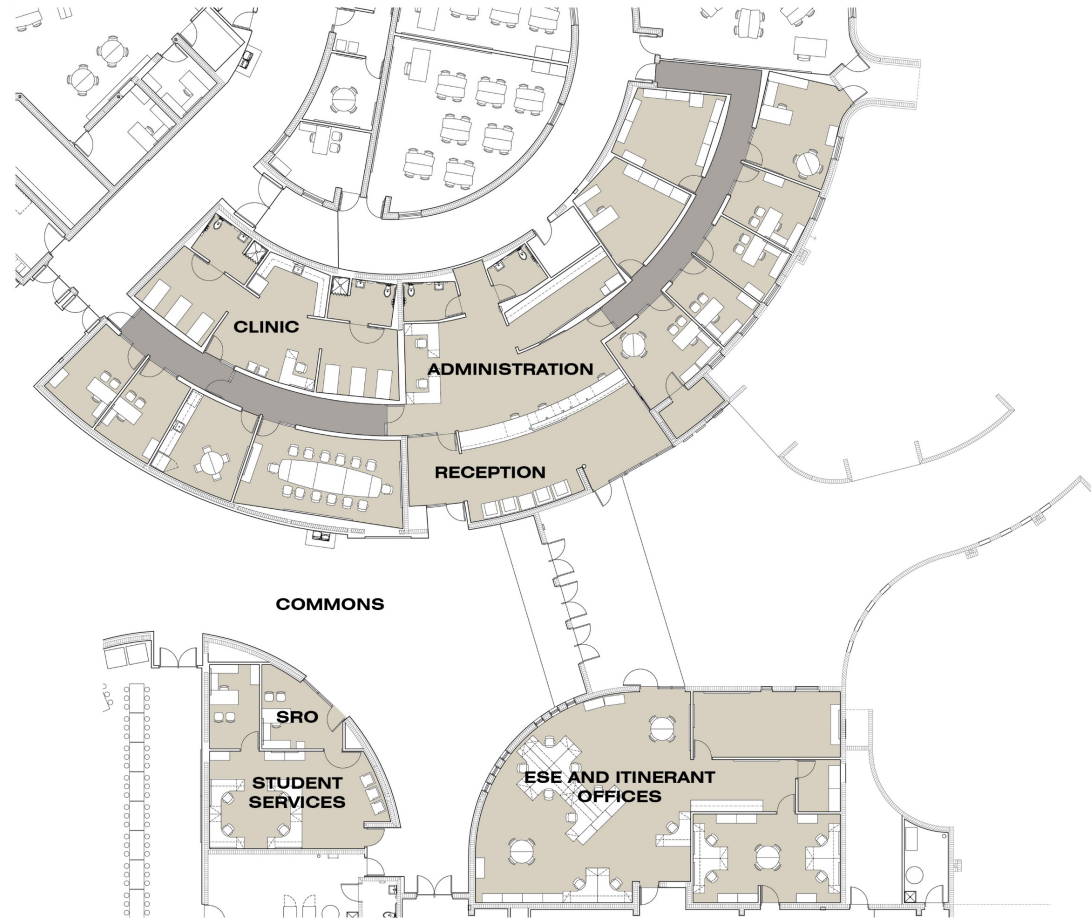 CLINIC
ADMINISTRATION
RECEPTION
COMMONS
SRO
STUDENT
SERVICES
ESE AND ITINERANT
OFFICES